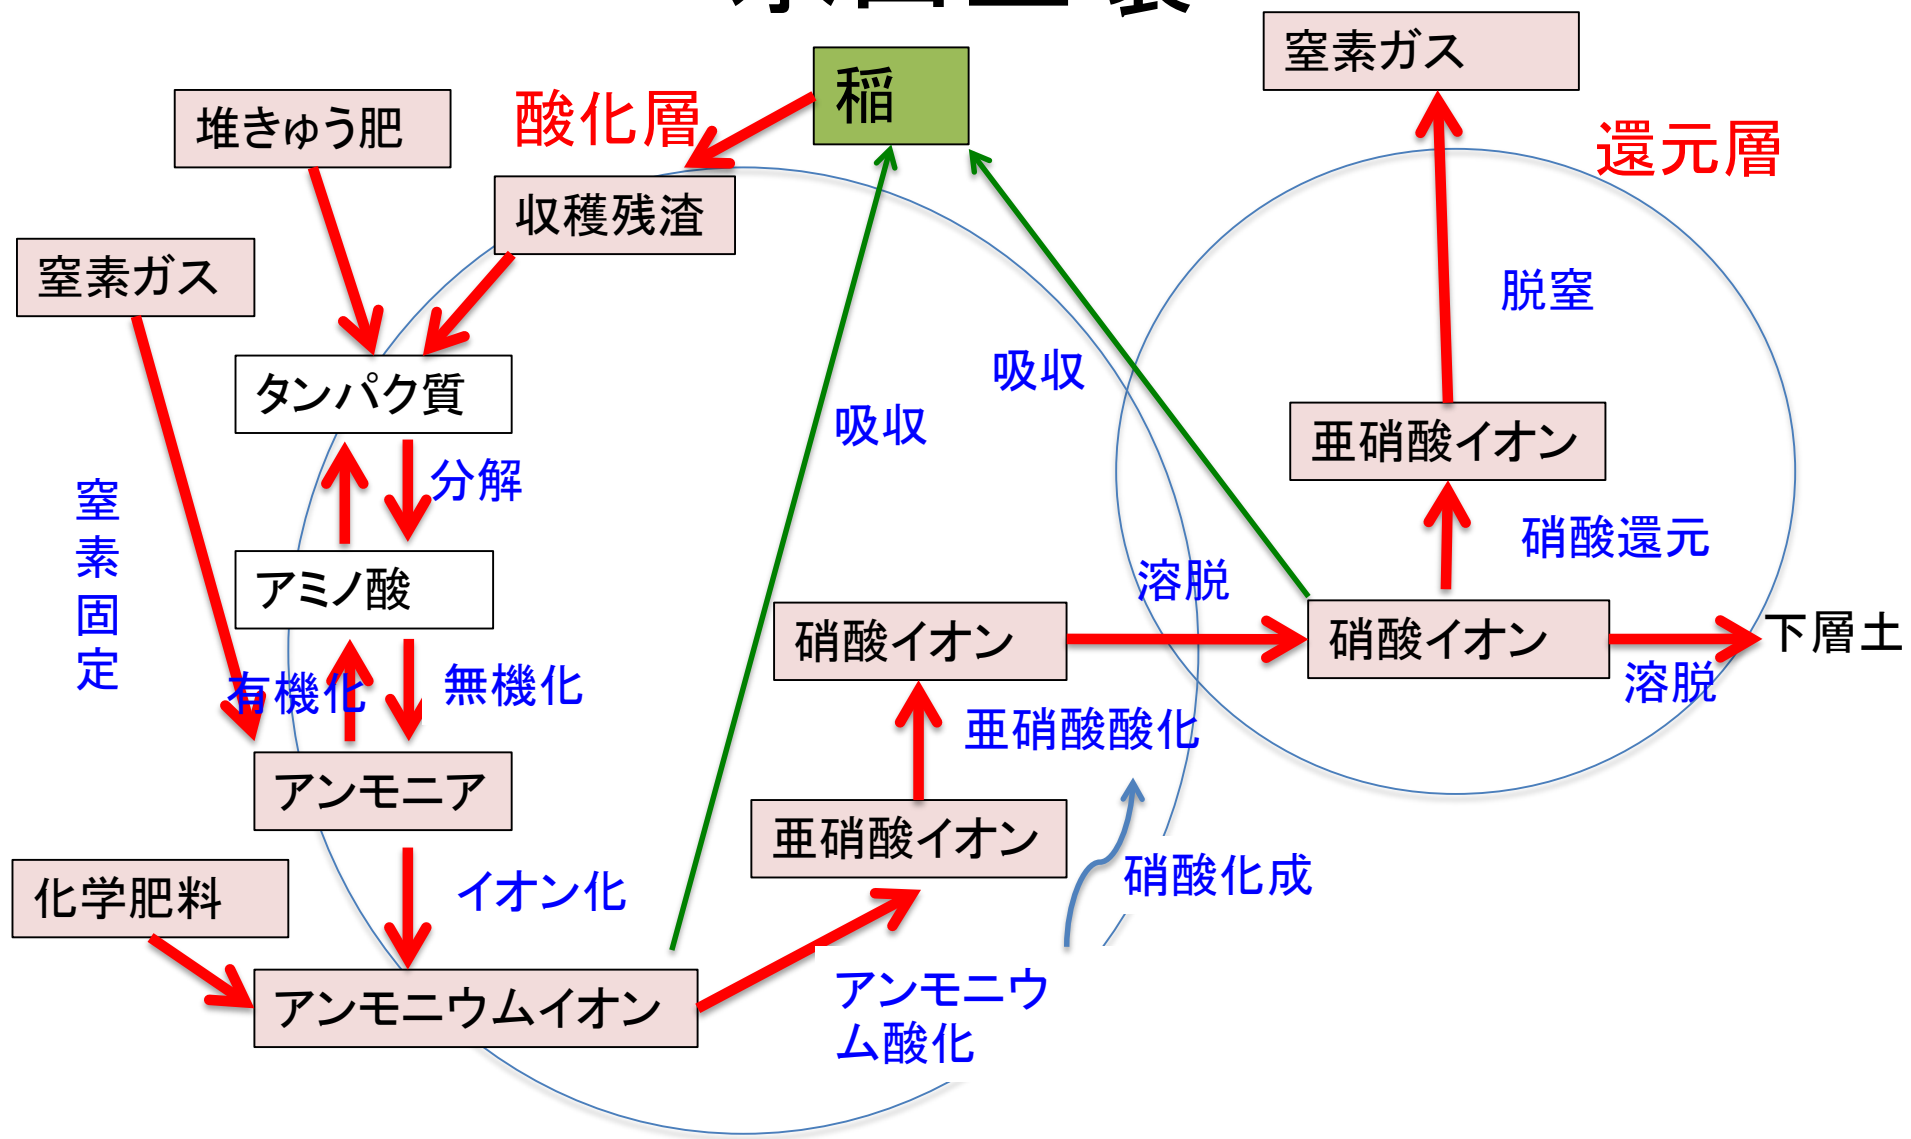 窒素ガス
稲
堆きゅう肥
酸化層
還元層
収穫残渣
窒素ガス
脱窒
吸収
タンパク質
吸収
亜硝酸イオン
分解
窒
素
固
定
硝酸還元
アミノ酸
溶脱
硝酸イオン
硝酸イオン
下層土
有機化
無機化
溶脱
亜硝酸酸化
アンモニア
亜硝酸イオン
硝酸化成
化学肥料
イオン化
アンモニウムイオン
アンモニウ
ム酸化